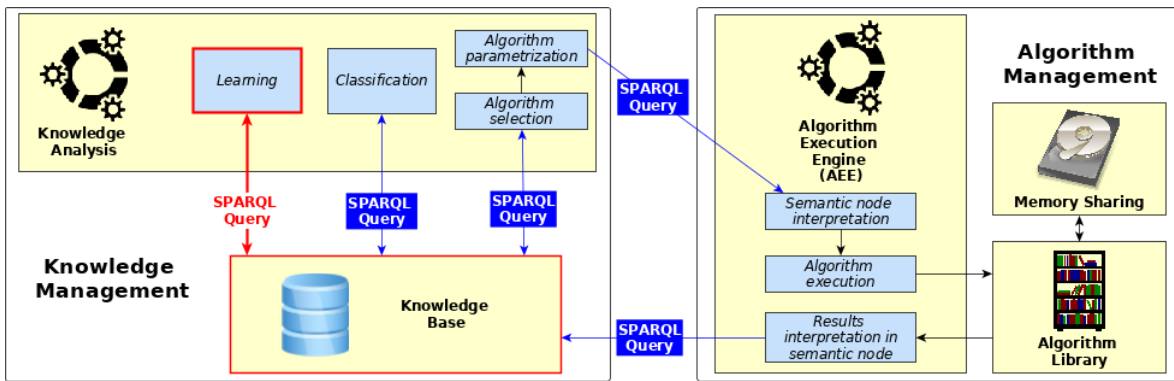 Knowledge
Analysis
Learning
Classification
Algorithm
parametrization
Algorithm
selection
SPARQL
Query
SPARQL
Query
SPARQL
Query
Knowledge
Management
Knowledge
Base
SPARQL
Query
SPARQL
Query
Algorithm
Execution
Engine
(AEE)
Semantic node
interpretation
Algorithm
execution
Results
interpretation in
semantic node
Algorithm
Management
Memory Sharing
Algorithm
Library